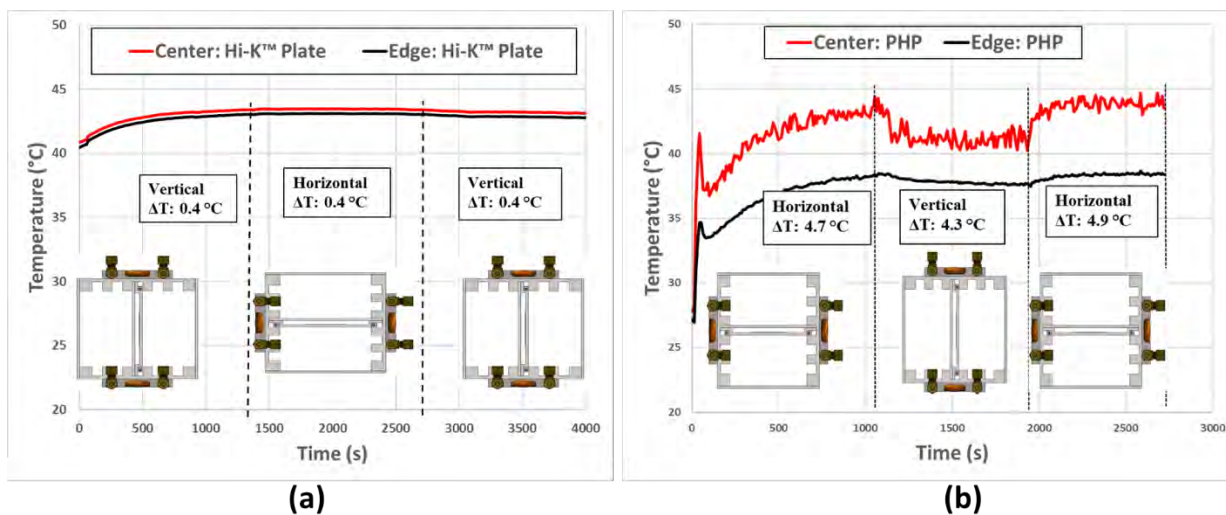 50
45
40
35
30
25
20
Temperature (°C)
Center: Hi-K™ Plate
Edge: Hi-K™ Plate
Vertical
ΔT: 0.4 °C
Horizontal
ΔT: 0.4 °C
Vertical
ΔT: 0.4 °C
0 500 1000 1500 2000 2500 3000 3500 4000
Time (s)
(a)
50
45
40
35
30
25
20
Temperature (°C)
Center: PHP
Edge: PHP
Horizontal
ΔT: 4.7 °C
Vertical
ΔT: 4.3 °C
Horizontal
ΔT: 4.9 °C
0 500 1000 1500 2000 2500 3000
Time (s)
(b)